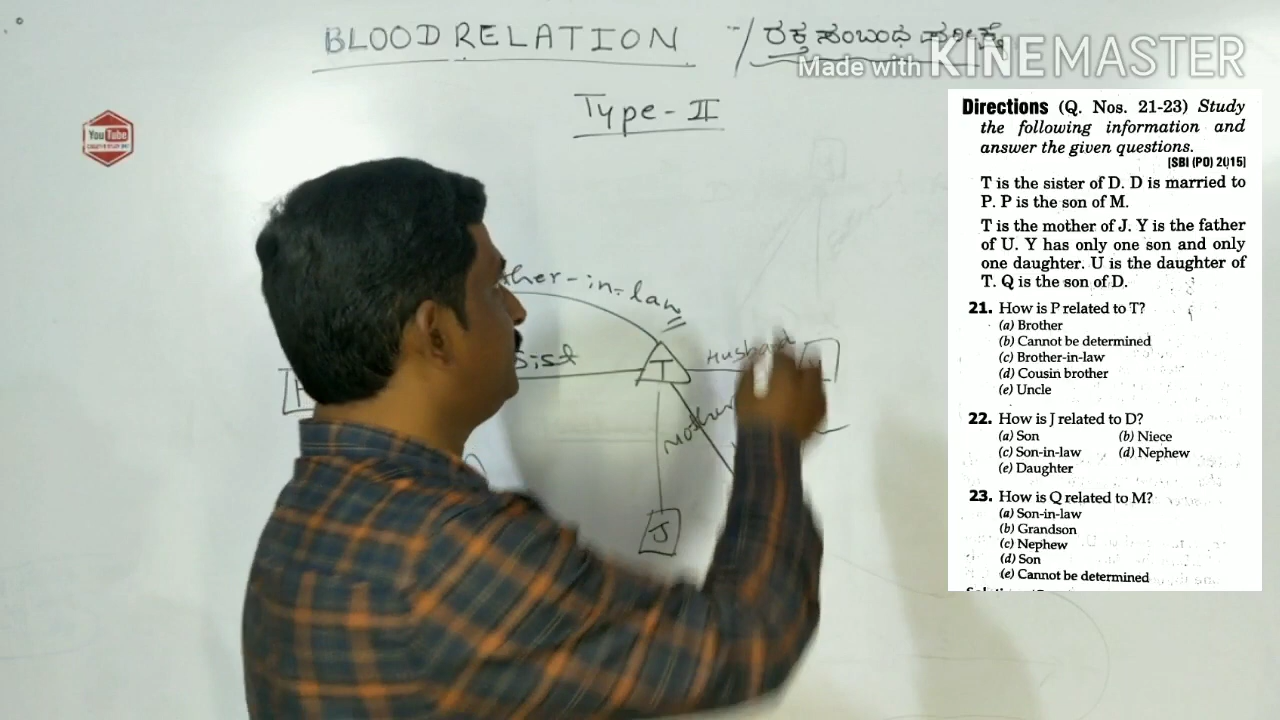 BLOOD RELATION -/ ರಕ್ತ ಸಂಬಂಧ ಪರೀಕ್ಷೆ
Made with KINEMASTER
Type - II
YouTube
ther-in-law
Sist
T
Husband
Mother
J
Directions (Q. Nos. 21-23) Study
the following information and
answer the given questions.
[SBI (PO) 2015]
T is the sister of D. D is married to
P. P is the son of M.
T is the mother of J. Y is the father
of U. Y has only one son and only
one daughter. U is the daughter of
T. Q is the son of D.
21. How is P related to T?
(a) Brother
(b) Cannot be determined
(c) Brother-in-law
(d) Cousin brother
(e) Uncle
22. How is J related to D?
(a) Son (b) Niece
(c) Son-in-law (d) Nephew
(e) Daughter
23. How is Q related to M?
(a) Son-in-law
(b) Grandson
(c) Nephew
(d) Son
(e) Cannot be determined